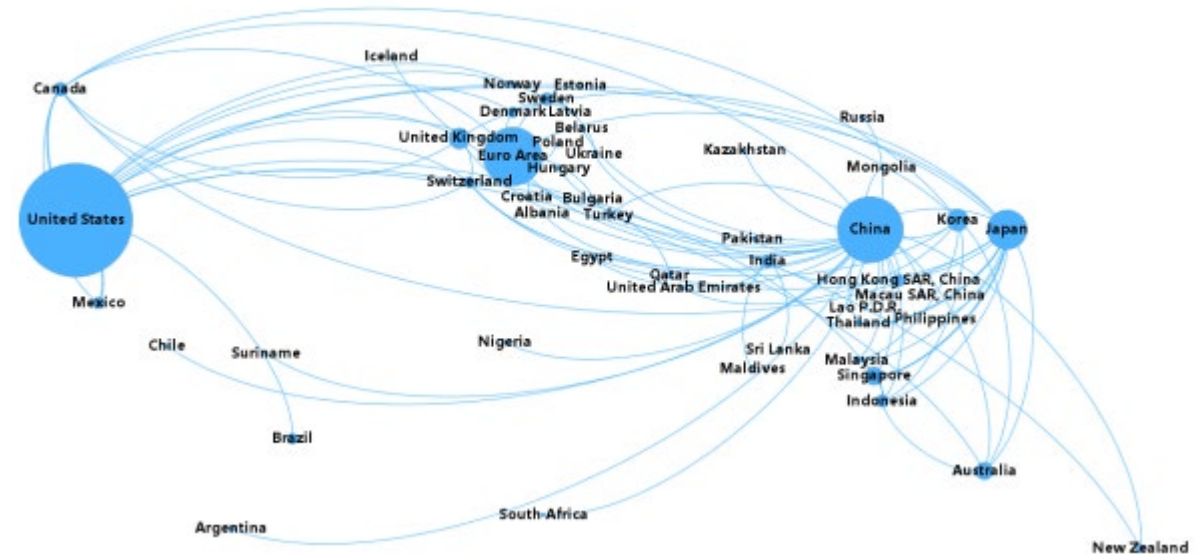 Iceland
Canada
Norway
Estonia
Sweden
Denmark
Latvia
Russia
Belarus
United Kingdom
Poland
Kazakhstan
Euro Area
Ukraine
Hungary
Mongolia
Switzerland
Croatia
Bulgaria
Albania
Turkey
United States
Korea
China
Japan
Pakistan
Egypt
India
Qatar
Hong Kong SAR, China
United Arab Emirates
Macau SAR, China
Mexico
Lao P.D.R.
Philippines
Thailand
Chile
Nigeria
Suriname
Sri Lanka
Malaysia
Maldives
Singapore
Indonesia
Brazil
Australia
South Africa
Argentina
New Zealand